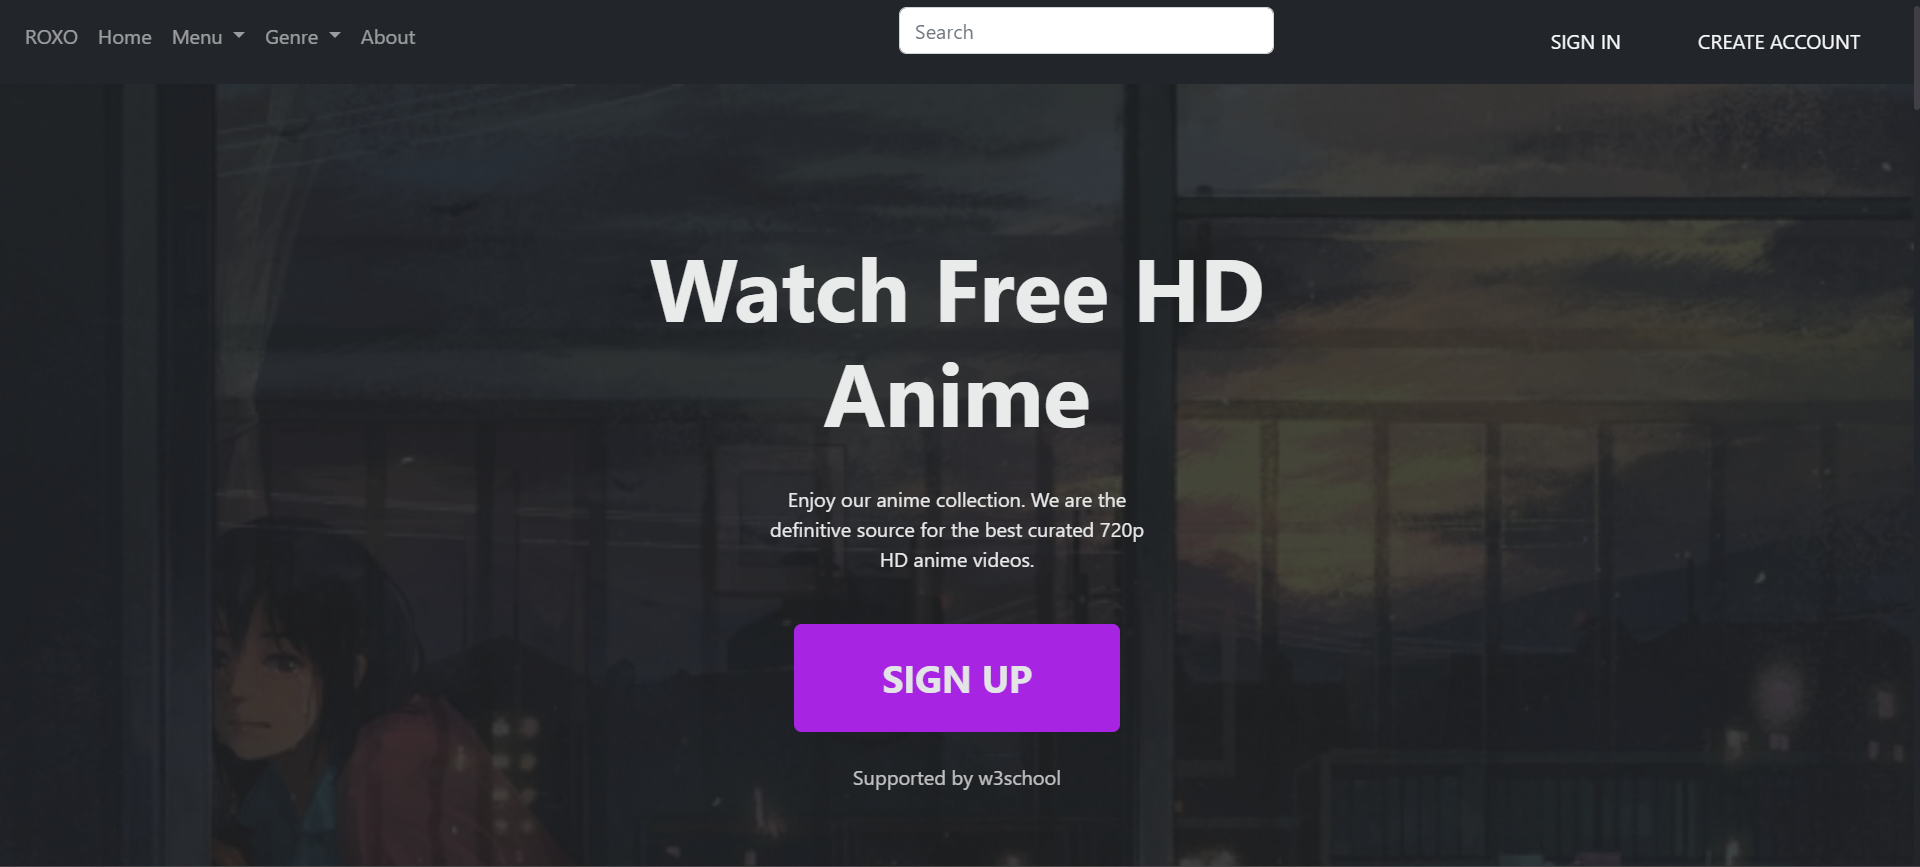 ROXO Home Menu Genre About Search SIGN IN CREATE ACCOUNT
Watch Free HD
Anime
Enjoy our anime collection. We are the
definitive source for the best curated 720p
HD anime videos.
SIGN UP
Supported by w3school